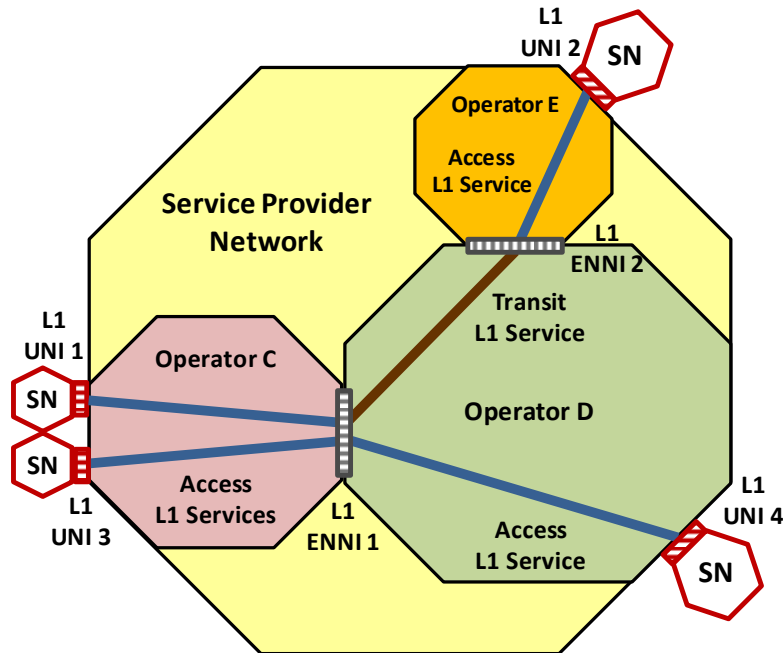 L1
UNI 2
SN
Operator E
Access
L1 Service
Service Provider
Network
L1
ENNI 2
Transit
L1 Service
L1
UNI 1
Operator C
SN
Operator D
SN
Access
L1 Services
L1
UNI 3
L1
ENNI 1
Access
L1 Service
L1
UNI 4
SN